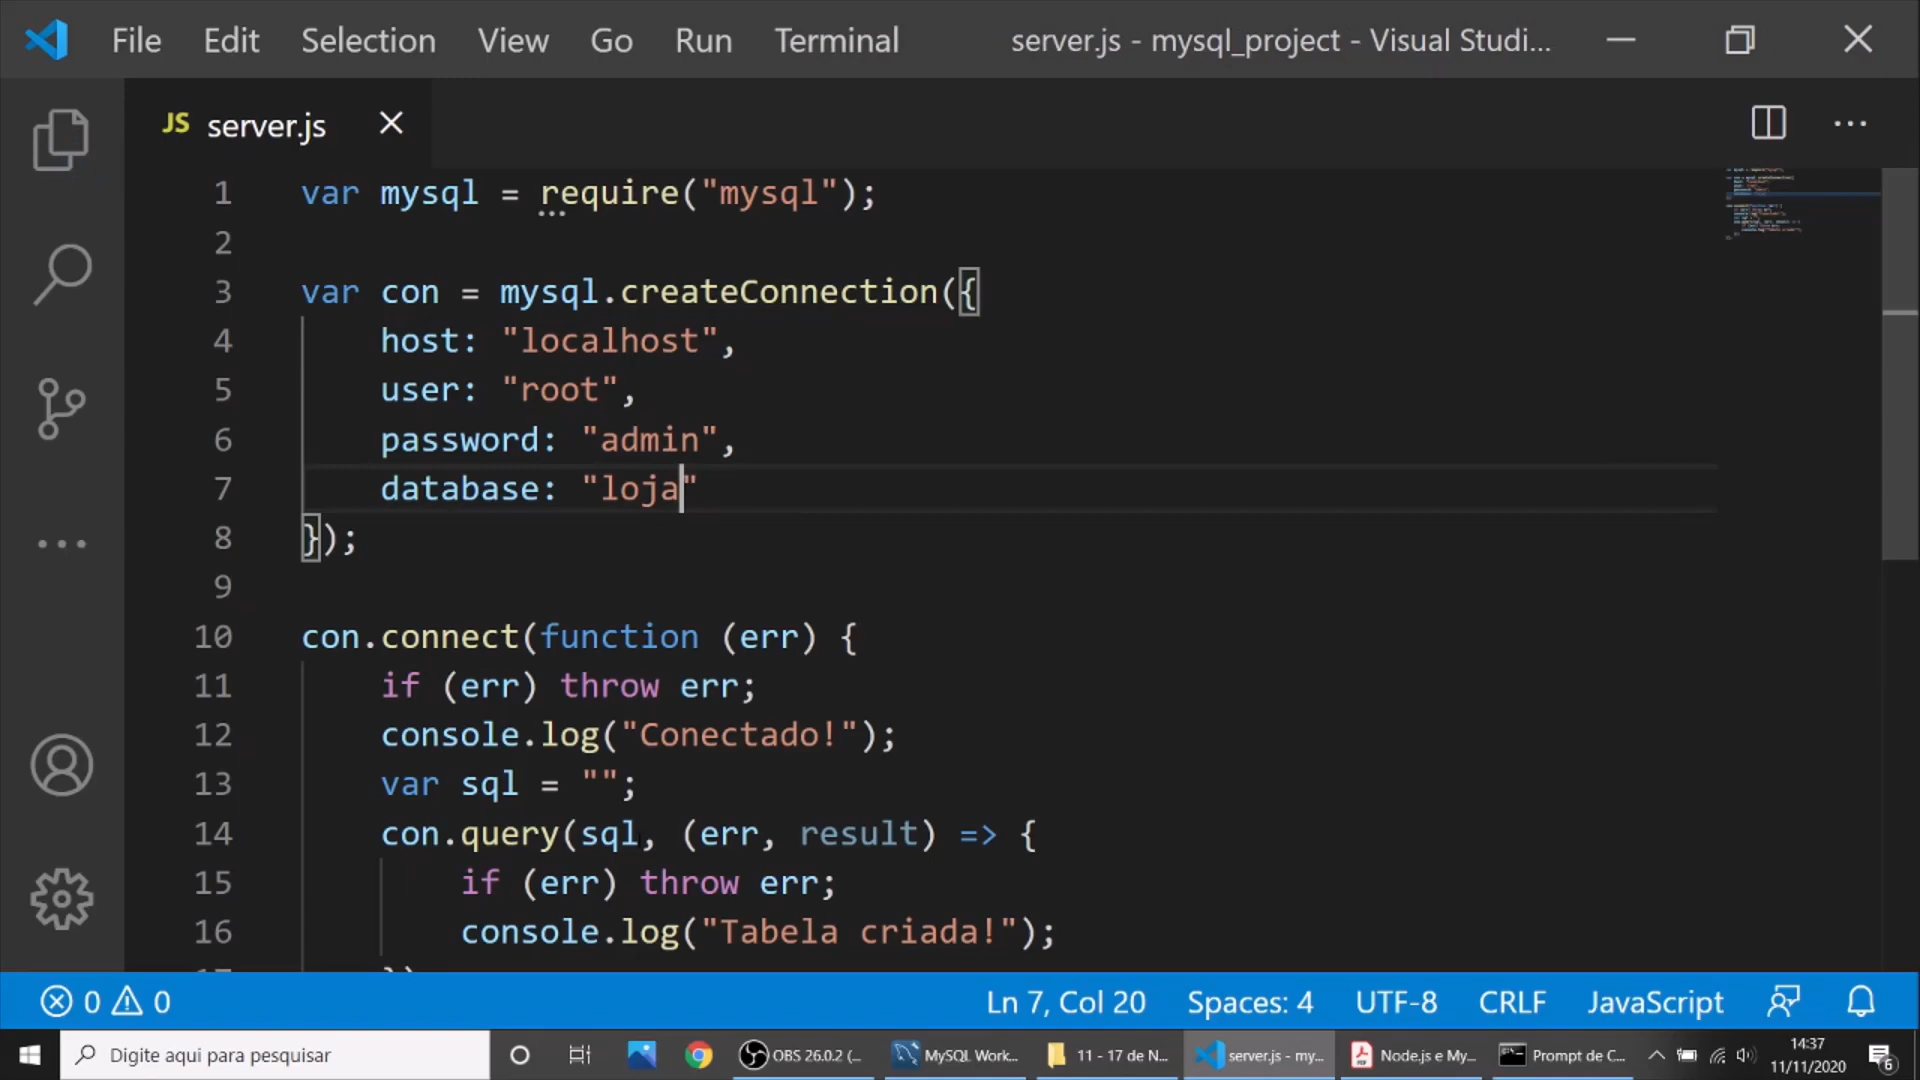 File Edit Selection View Go Run Terminal server.js - mysql_project - Visual Studi...
JS server.js
1 var mysql = require("mysql");
2
3 var con = mysql.createConnection({
4 host: "localhost",
5 user: "root",
6 password: "admin",
7 database: "loja"
8 });
9
10 con.connect(function (err) {
11 if (err) throw err;
12 console.log("Conectado!");
13 var sql = "";
14 con.query(sql, (err, result) => {
15 if (err) throw err;
16 console.log("Tabela criada!");
0 0 Ln 7, Col 20 Spaces: 4 UTF-8 CRLF JavaScript
Digite aqui para pesquisar OBS 26.0.2 (... MySQL Work... 11 - 17 de N... server.js - my... Node.js e My... Prompt de C... 14:37
11/11/2020 6